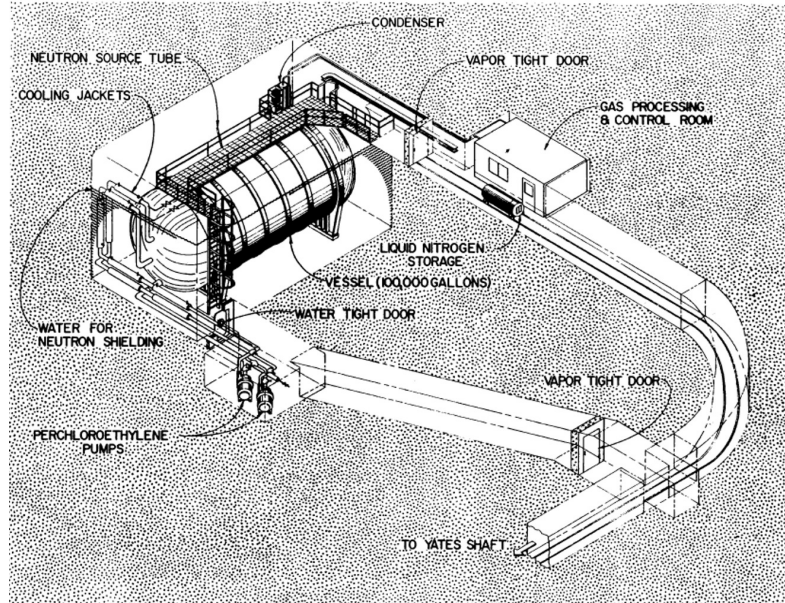 CONDENSER
NEUTRON SOURCE TUBE
VAPOR TIGHT DOOR
COOLING JACKETS
GAS PROCESSING
& CONTROL ROOM
LIQUID NITROGEN
STORAGE
VESSEL (100,000 GALLONS)
WATER TIGHT DOOR
WATER FOR
NEUTRON SHIELDING
VAPOR TIGHT DOOR
PERCHLOROETHYLENE
PUMPS
TO YATES SHAFT